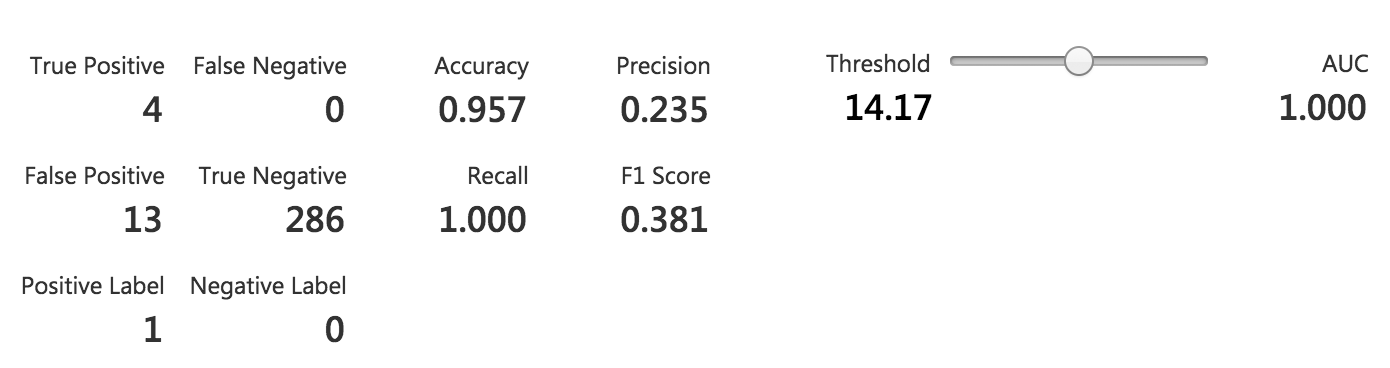 True Positive False Negative Accuracy Precision Threshold AUC
4 0 0.957 0.235 14.17 1.000
False Positive True Negative Recall F1 Score
13 286 1.000 0.381
Positive Label Negative Label
1 0